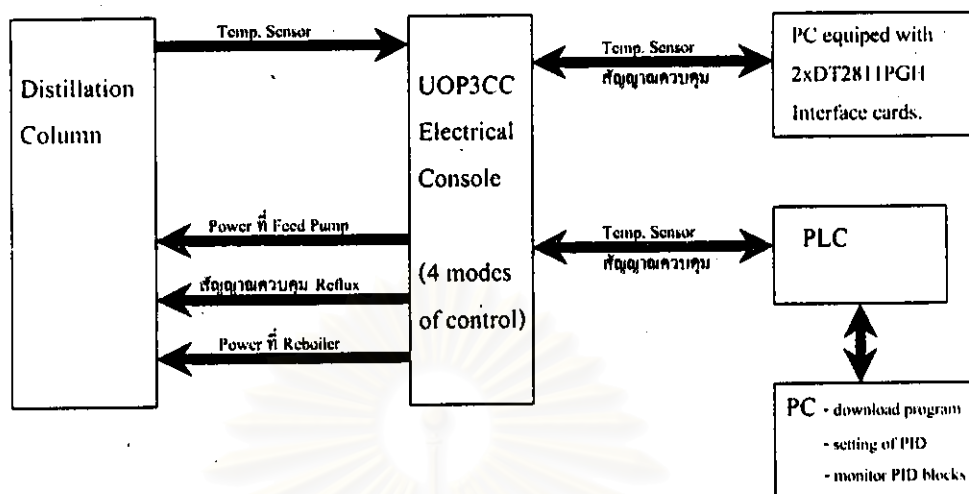 Distillation
Column
Temp. Sensor
Power ที่ Feed Pump
สัญญาณควบคุม Reflux
Power ที่ Reboiler
UOP3CC
Electrical
Console
(4 modes
of control)
Temp. Sensor
สัญญาณควบคุม
PC equiped with
2xDT2811PGH
Interface cards.
Temp. Sensor
สัญญาณควบคุม
PLC
PC - download program
- setting of PID
- monitor PID blocks